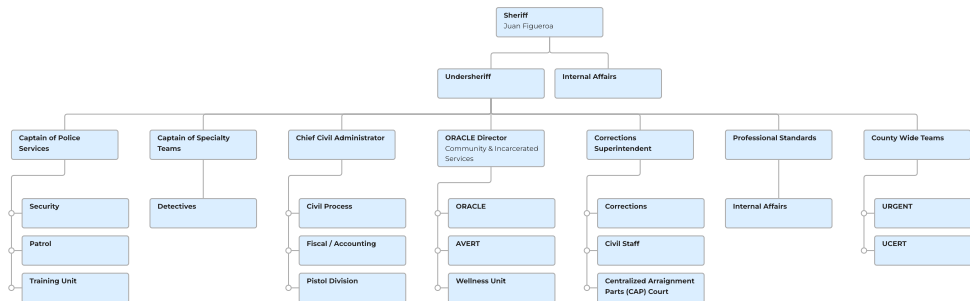 Sheriff
Juan Figueroa
Undersheriff
Internal Affairs
Captain of Police
Services
Captain of Specialty
Teams
Chief Civil Administrator
ORACLE Director
Community & Incarcerated
Services
Corrections
Superintendent
Professional Standards
County Wide Teams
Security
Detectives
Civil Process
ORACLE
Corrections
Internal Affairs
URGENT
Patrol
Fiscal / Accounting
AVERT
Civil Staff
UCERT
Training Unit
Pistol Division
Wellness Unit
Centralized Arraignment
Parts (CAP) Court